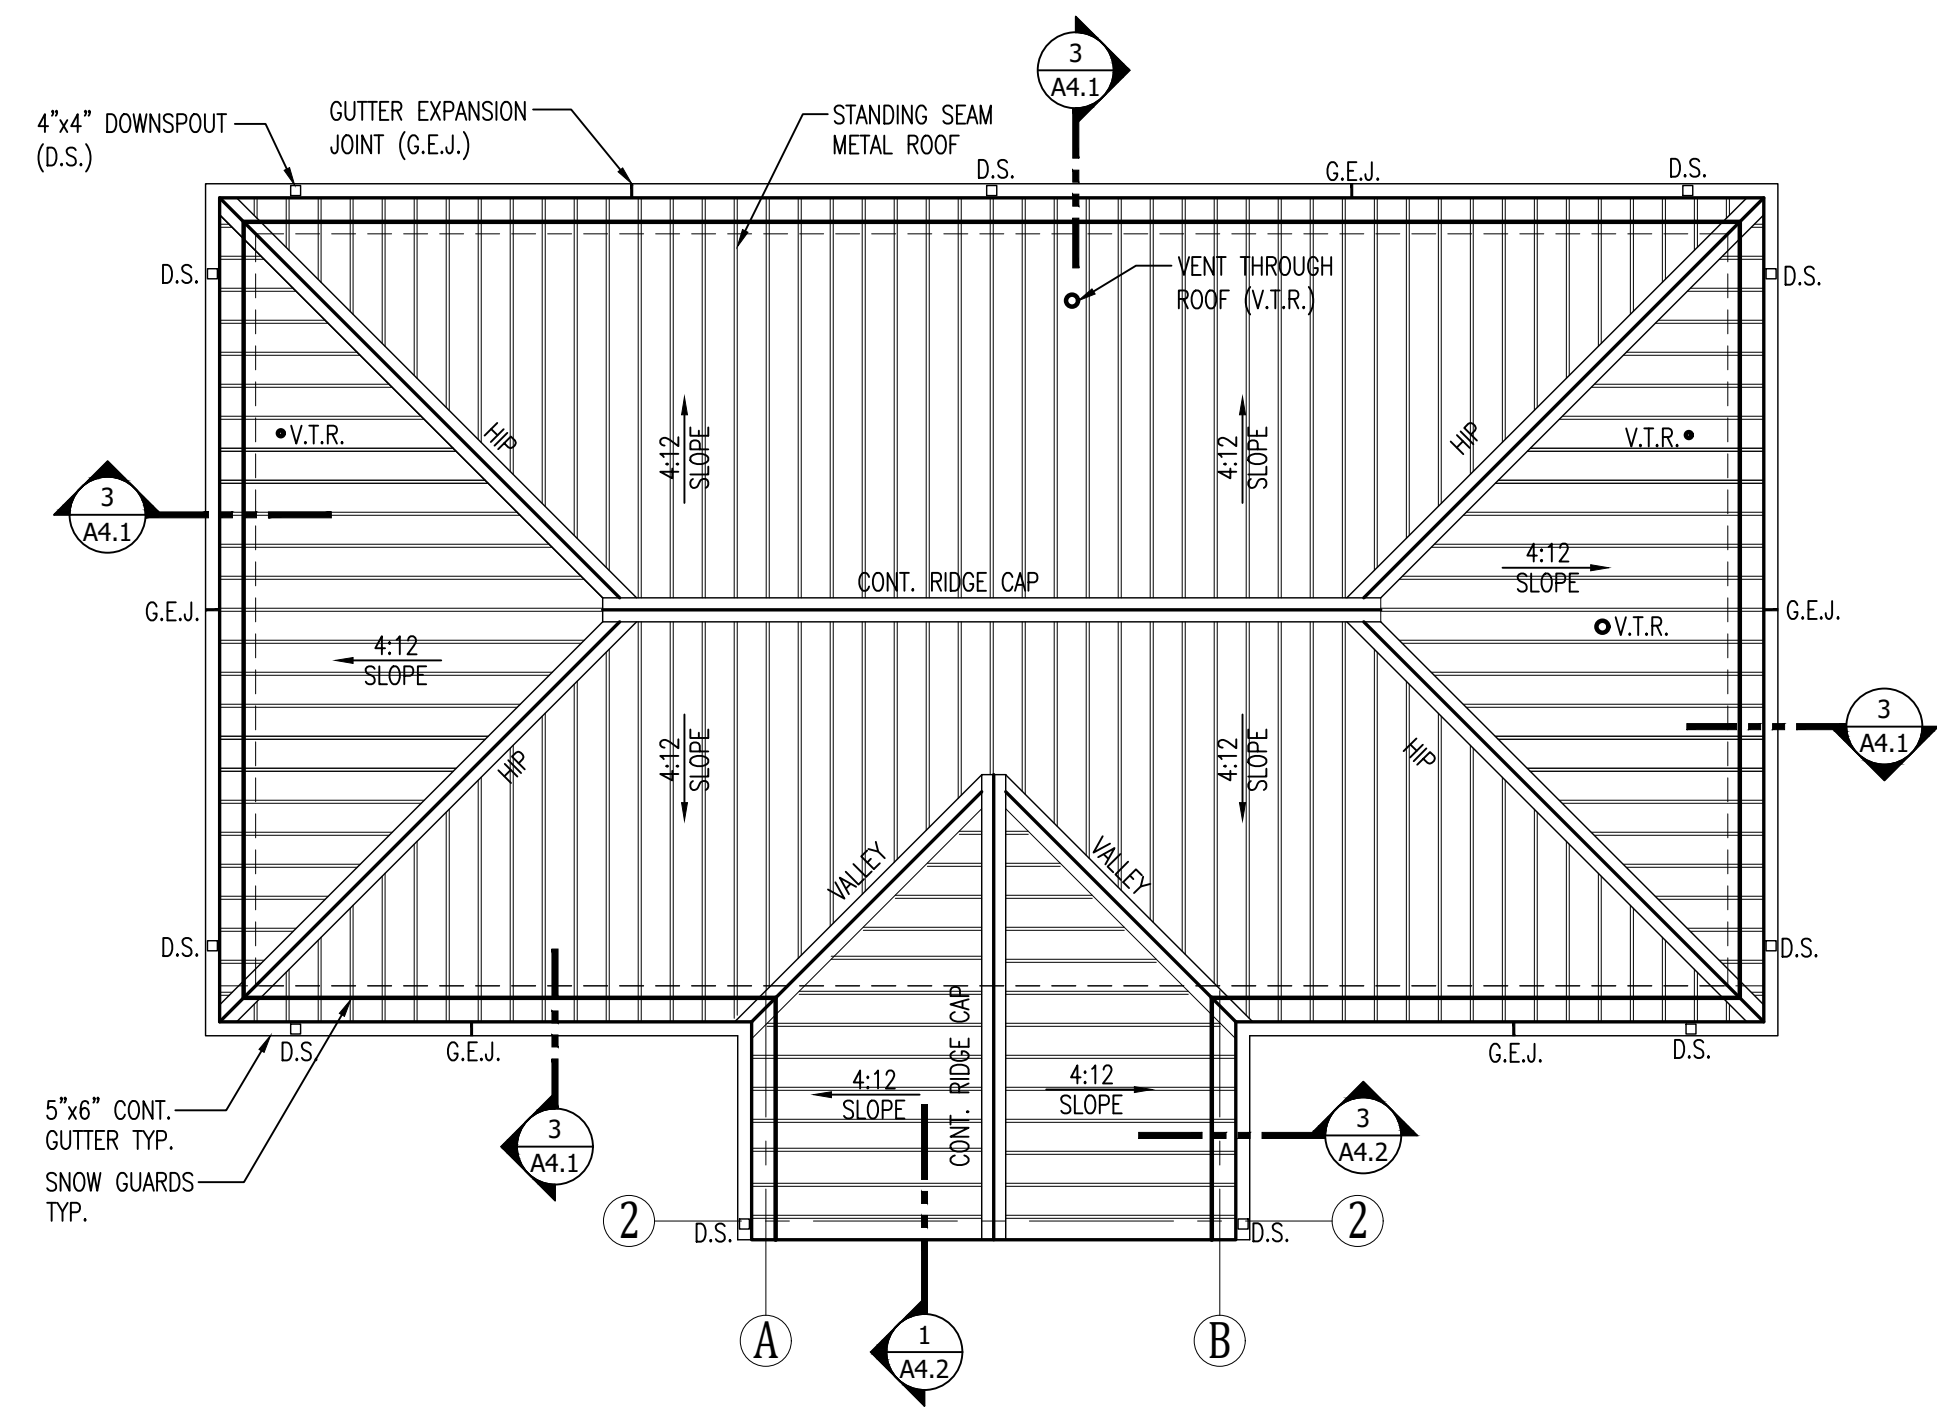 3
A4.1
4"x4" DOWNSPOUT
(D.S.)
GUTTER EXPANSION
JOINT (G.E.J.)
STANDING SEAM
METAL ROOF
D.S.
G.E.J.
D.S.
D.S.
VENT THROUGH
ROOF (V.T.R.)
D.S.
HIP
4:12
SLOPE
4:12
SLOPE
HIP
V.T.R.
V.T.R.
3
A4.1
CONT. RIDGE CAP
4:12
SLOPE
G.E.J.
G.E.J.
V.T.R.
4:12
SLOPE
HIP
4:12
SLOPE
4:12
SLOPE
HIP
3
A4.1
VALLEY
VALLEY
D.S.
D.S.
D.S.
G.E.J.
CONT. RIDGE CAP
G.E.J.
D.S.
4:12
SLOPE
4:12
SLOPE
5"x6" CONT.
GUTTER TYP.
SNOW GUARDS
TYP.
3
A4.1
3
A4.2
2
D.S.
D.S.
2
A
1
A4.2
B